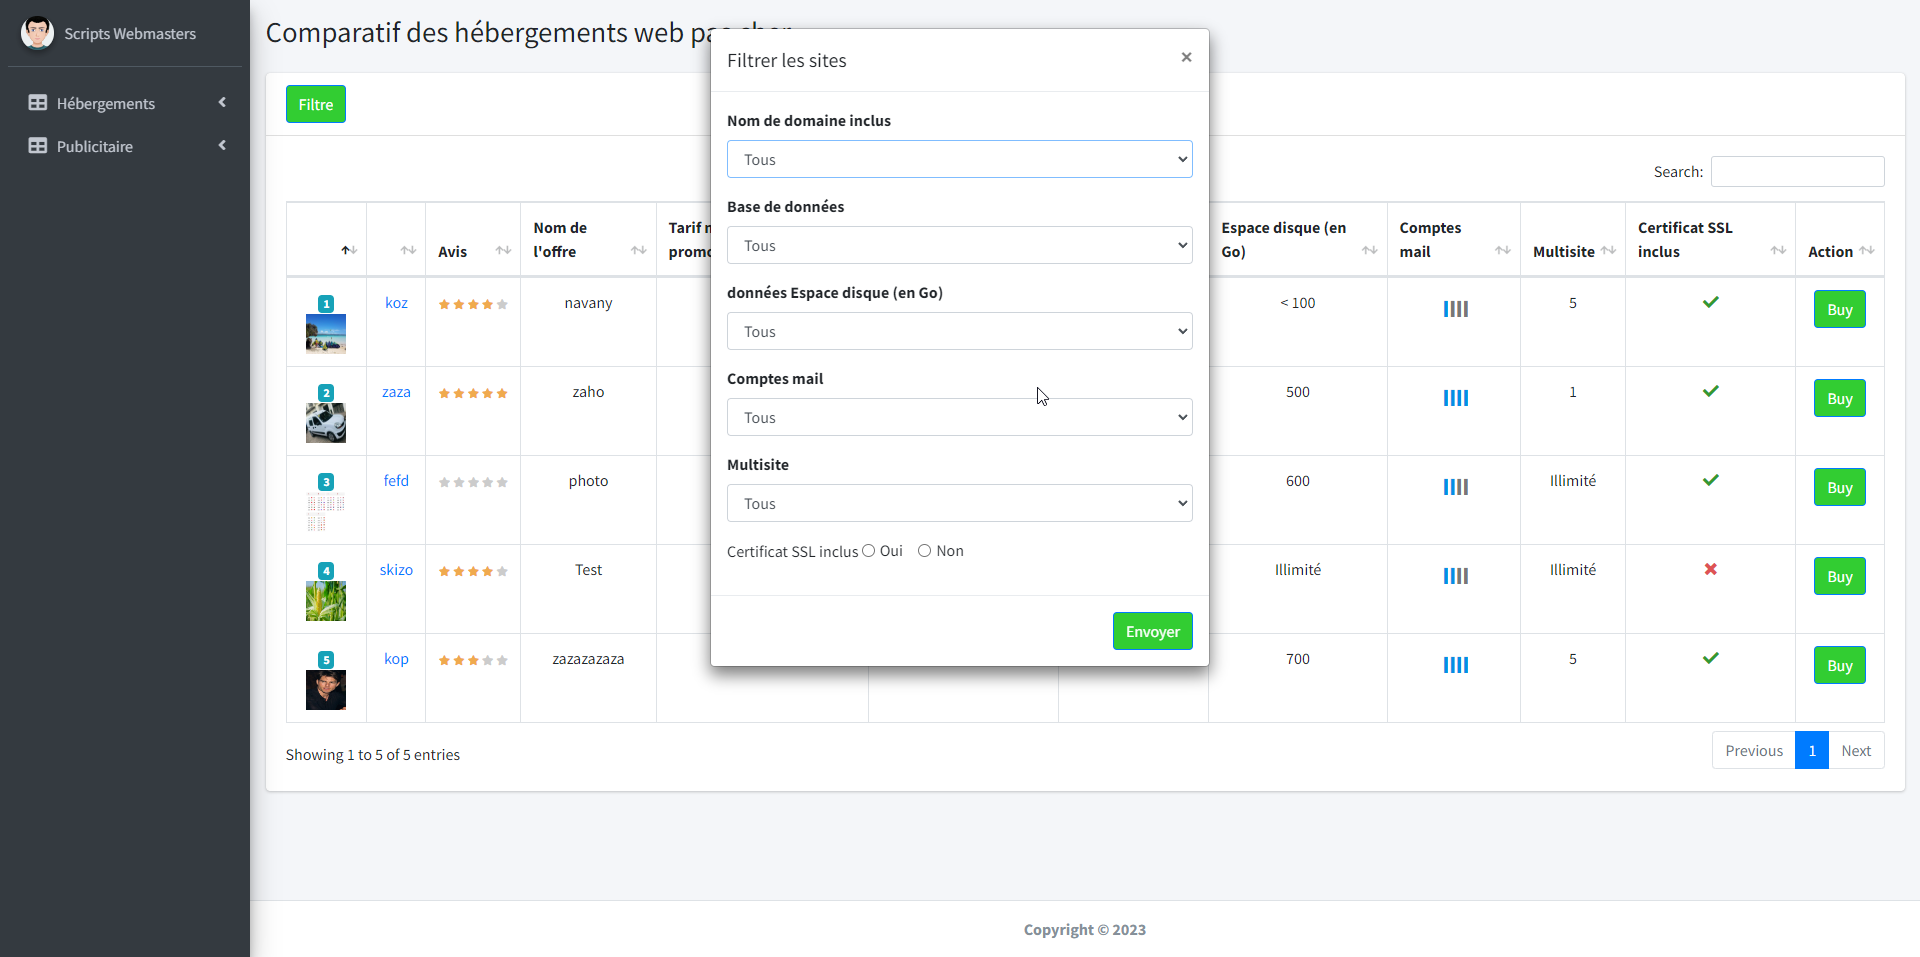 Scripts Webmasters
Hébergements
Publicitaire
Comparatif des hébergements web pas cher
Filtre
Search:
Avis
Nom de
l'offre
Tarif
Espace disque (en
Go)
Comptes
mail
Multisite
Certificat SSL
inclus
Action
1
koz
navany
< 100
5
Buy
2
zaza
zaho
500
1
Buy
3
fefd
photo
600
Illimité
Buy
4
skizo
Test
Illimité
Illimité
Buy
5
kop
zazazazaza
700
5
Buy
Showing 1 to 5 of 5 entries
Previous 1 Next
Filtrer les sites
×
Nom de domaine inclus
Tous
Base de données
Tous
données Espace disque (en Go)
Tous
Comptes mail
Tous
Multisite
Tous
Certificat SSL inclus Oui Non
Envoyer
Copyright © 2023